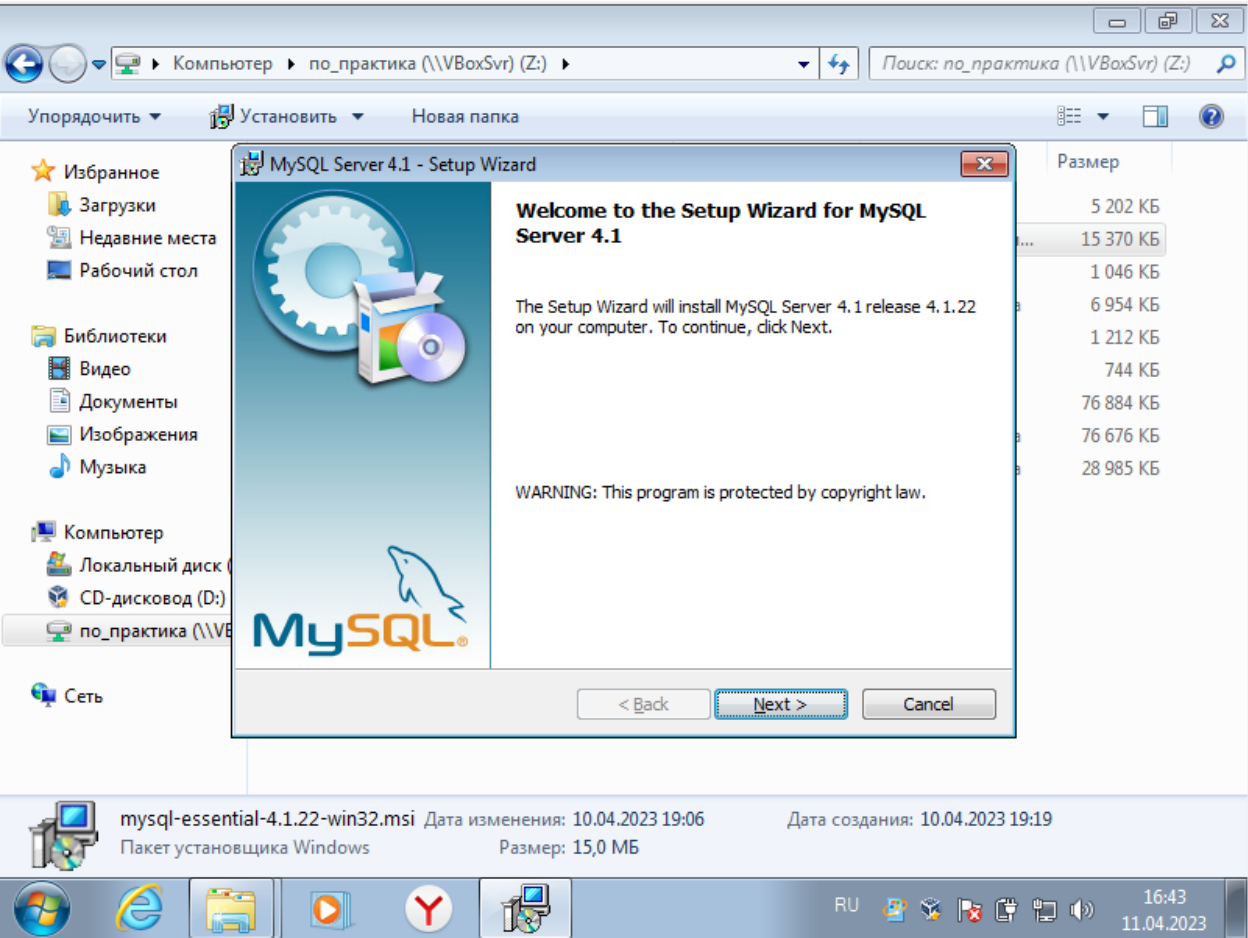 Компьютер ▸ по_практика (\\VBoxSvr) (Z:) ▸
Поиск: по_практика (\\VBoxSvr) (Z:)
Упорядочить Установить Новая папка
MySQL Server 4.1 - Setup Wizard
Размер
Избранное
Загрузки
Недавние места
Рабочий стол
Библиотеки
Видео
Документы
Изображения
Музыка
Компьютер
Локальный диск (
CD-дисковод (D:)
по_практика (\\VB
Сеть
Welcome to the Setup Wizard for MySQL
Server 4.1
The Setup Wizard will install MySQL Server 4.1 release 4.1.22
on your computer. To continue, click Next.
WARNING: This program is protected by copyright law.
MySQL®
< Back Next > Cancel
5 202 КБ
15 370 КБ
1 046 КБ
6 954 КБ
1 212 КБ
744 КБ
76 884 КБ
76 676 КБ
28 985 КБ
mysql-essential-4.1.22-win32.msi Дата изменения: 10.04.2023 19:06 Дата создания: 10.04.2023 19:19
Пакет установщика Windows Размер: 15,0 МБ
RU
16:43
11.04.2023